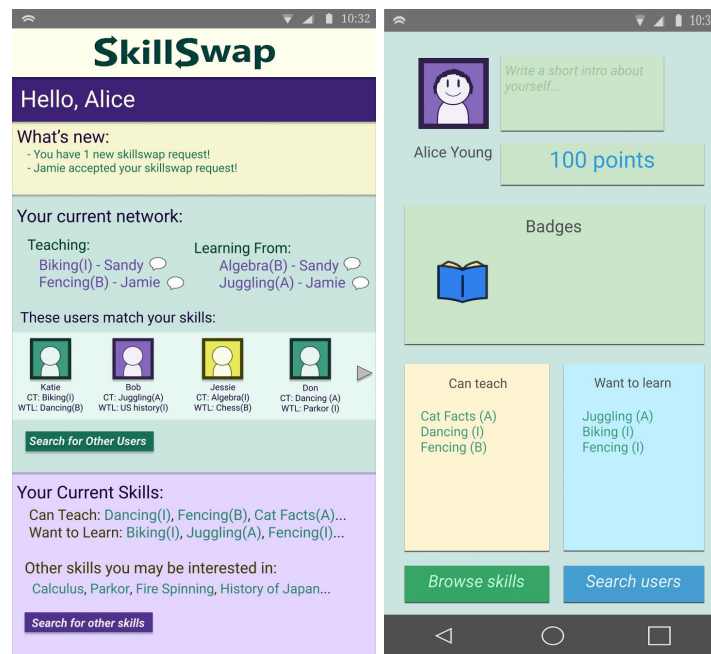 10:32
SkillSwap
Hello, Alice
What's new:
- You have 1 new skillswap request!
- Jamie accepted your skillswap request!
Your current network:
Teaching:
Biking(I) - Sandy
Fencing(B) - Jamie
Learning From:
Algebra(B) - Sandy
Juggling(A) - Jamie
These users match your skills:
Katie
CT: Biking(I)
WTL: Dancing(B)
Bob
CT: Juggling(A)
WTL: US history(I)
Jessie
CT: Algebra(I)
WTL: Chess(B)
Don
CT: Dancing (A)
WTL: Parkor (I)
Search for Other Users
Your Current Skills:
Can Teach: Dancing(I), Fencing(B), Cat Facts(A)...
Want to Learn: Biking(I), Juggling(A), Fencing(I)...
Other skills you may be interested in:
Calculus, Parkor, Fire Spinning, History of Japan...
Search for other skills
10:3
Write a short intro about
yourself...
Alice Young
100 points
Badges
Can teach
Cat Facts (A)
Dancing (I)
Fencing (B)
Want to learn
Juggling (A)
Biking (I)
Fencing (I)
Browse skills
Search users